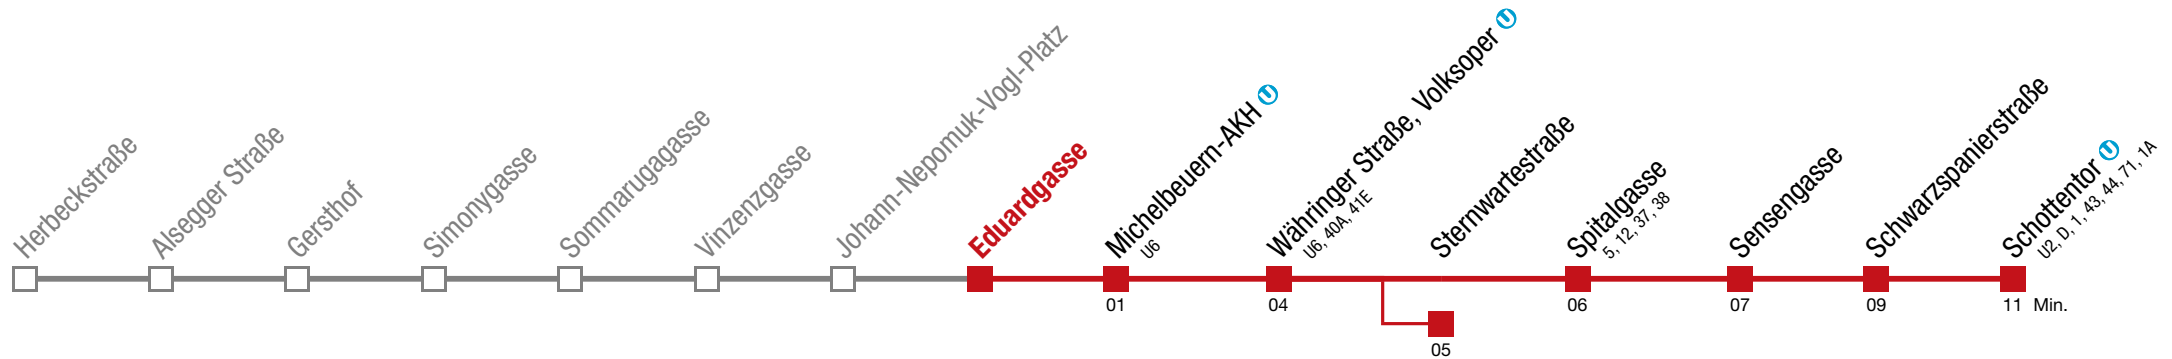 Herbeckstraße
Alsegger Straße
Gersthof
Simonygasse
Sommarugagasse
Vinzenzgasse
Johann-Nepomuk-Vogl-Platz
Eduardgasse
Michelbeuern-AKH U
U6
Währinger Straße, Volksoper U
U6, 40A, 41E
Sternwartestraße
Spitalgasse
5, 12, 37, 38
Sensengasse
Schwarzspanierstraße
Schottentor U
U2, D, 1, 43, 44, 71, 1A
01
04
06
07
09
11 Min.
05